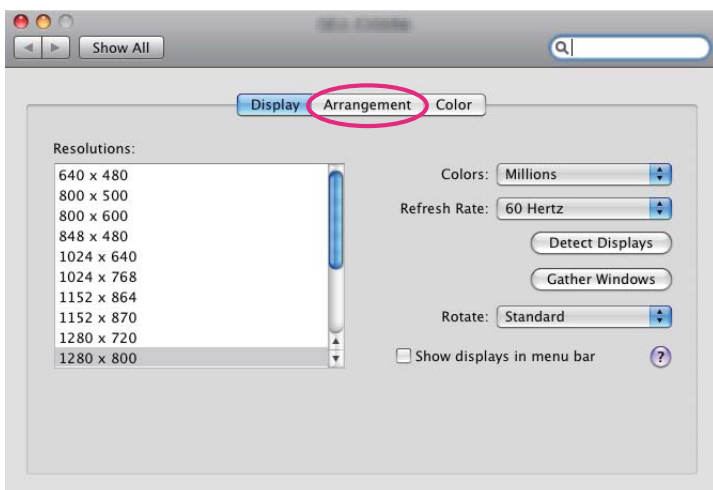 Show All
Display Arrangement Color
Resolutions:
640 x 480
800 x 500
800 x 600
848 x 480
1024 x 640
1024 x 768
1152 x 864
1152 x 870
1280 x 720
1280 x 800
Colors: Millions
Refresh Rate: 60 Hertz
Detect Displays
Gather Windows
Rotate: Standard
Show displays in menu bar ?